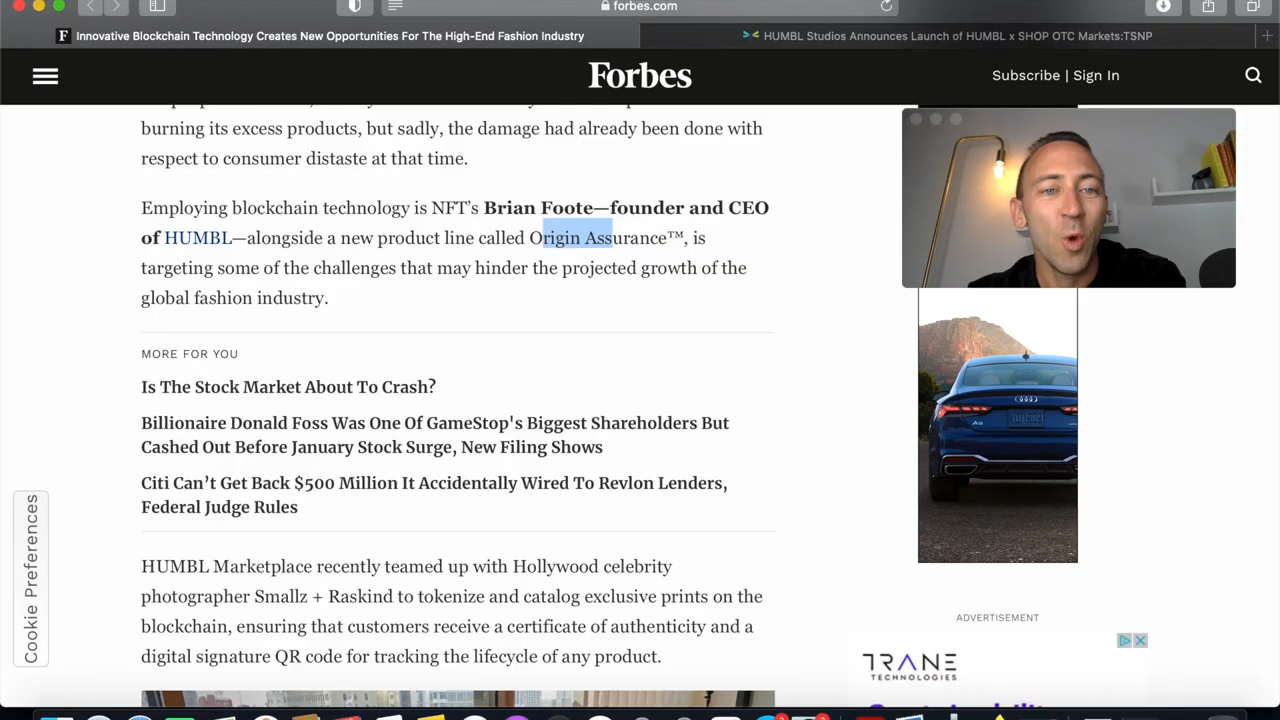 forbes.com
Innovative Blockchain Technology Creates New Opportunities For The High-End Fashion Industry
HUMBL Studios Announces Launch of HUMBL x SHOP OTC Markets:TSNP
Forbes
Subscribe | Sign In
burning its excess products, but sadly, the damage had already been done with
respect to consumer distaste at that time.
Employing blockchain technology is NFT’s Brian Foote—founder and CEO
of HUMBL—alongside a new product line called Origin Assurance™, is
targeting some of the challenges that may hinder the projected growth of the
global fashion industry.
MORE FOR YOU
Is The Stock Market About To Crash?
Billionaire Donald Foss Was One Of GameStop's Biggest Shareholders But
Cashed Out Before January Stock Surge, New Filing Shows
Citi Can’t Get Back $500 Million It Accidentally Wired To Revlon Lenders,
Federal Judge Rules
HUMBL Marketplace recently teamed up with Hollywood celebrity
photographer Smallz + Raskind to tokenize and catalog exclusive prints on the
blockchain, ensuring that customers receive a certificate of authenticity and a
digital signature QR code for tracking the lifecycle of any product.
Cookie Preferences
ADVERTISEMENT
TRANE
TECHNOLOGIES